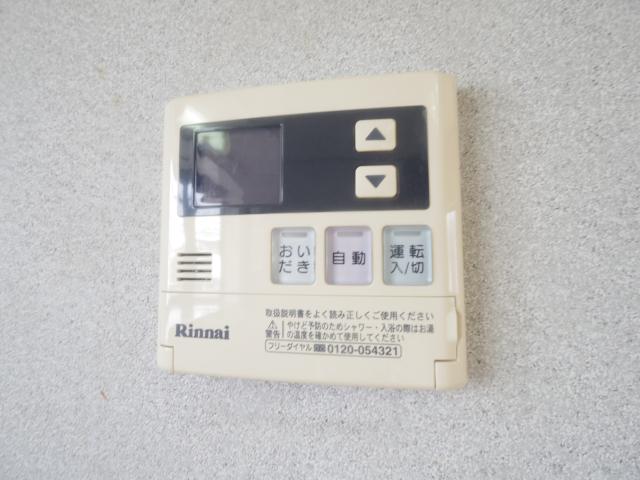 おい
だき
自動
運転
入/切
取扱説明書をよく読み正しくご使用ください
警告
やけど予防のためシャワー・入浴の際はお湯
の温度を確かめて使用してください
Rinnai
フリーダイヤル 0120-054321